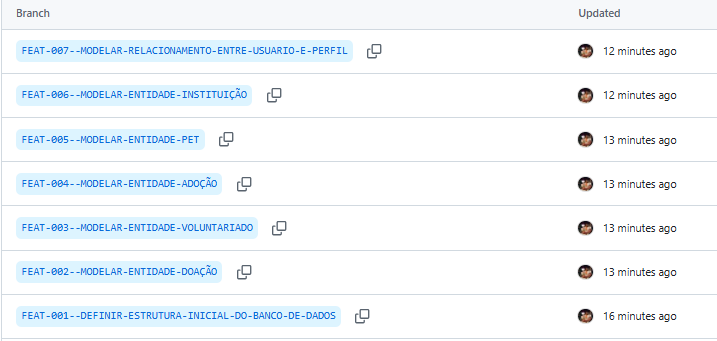 Branch Updated
FEAT-007--MODELAR-RELACIONAMENTO-ENTRE-USUARIO-E-PERFIL 12 minutes ago
FEAT-006--MODELAR-ENTIDADE-INSTITUIÇÃO 12 minutes ago
FEAT-005--MODELAR-ENTIDADE-PET 13 minutes ago
FEAT-004--MODELAR-ENTIDADE-ADOÇÃO 13 minutes ago
FEAT-003--MODELAR-ENTIDADE-VOLUNTARIADO 13 minutes ago
FEAT-002--MODELAR-ENTIDADE-DOAÇÃO 13 minutes ago
FEAT-001--DEFINIR-ESTRUTURA-INICIAL-DO-BANCO-DE-DADOS 16 minutes ago